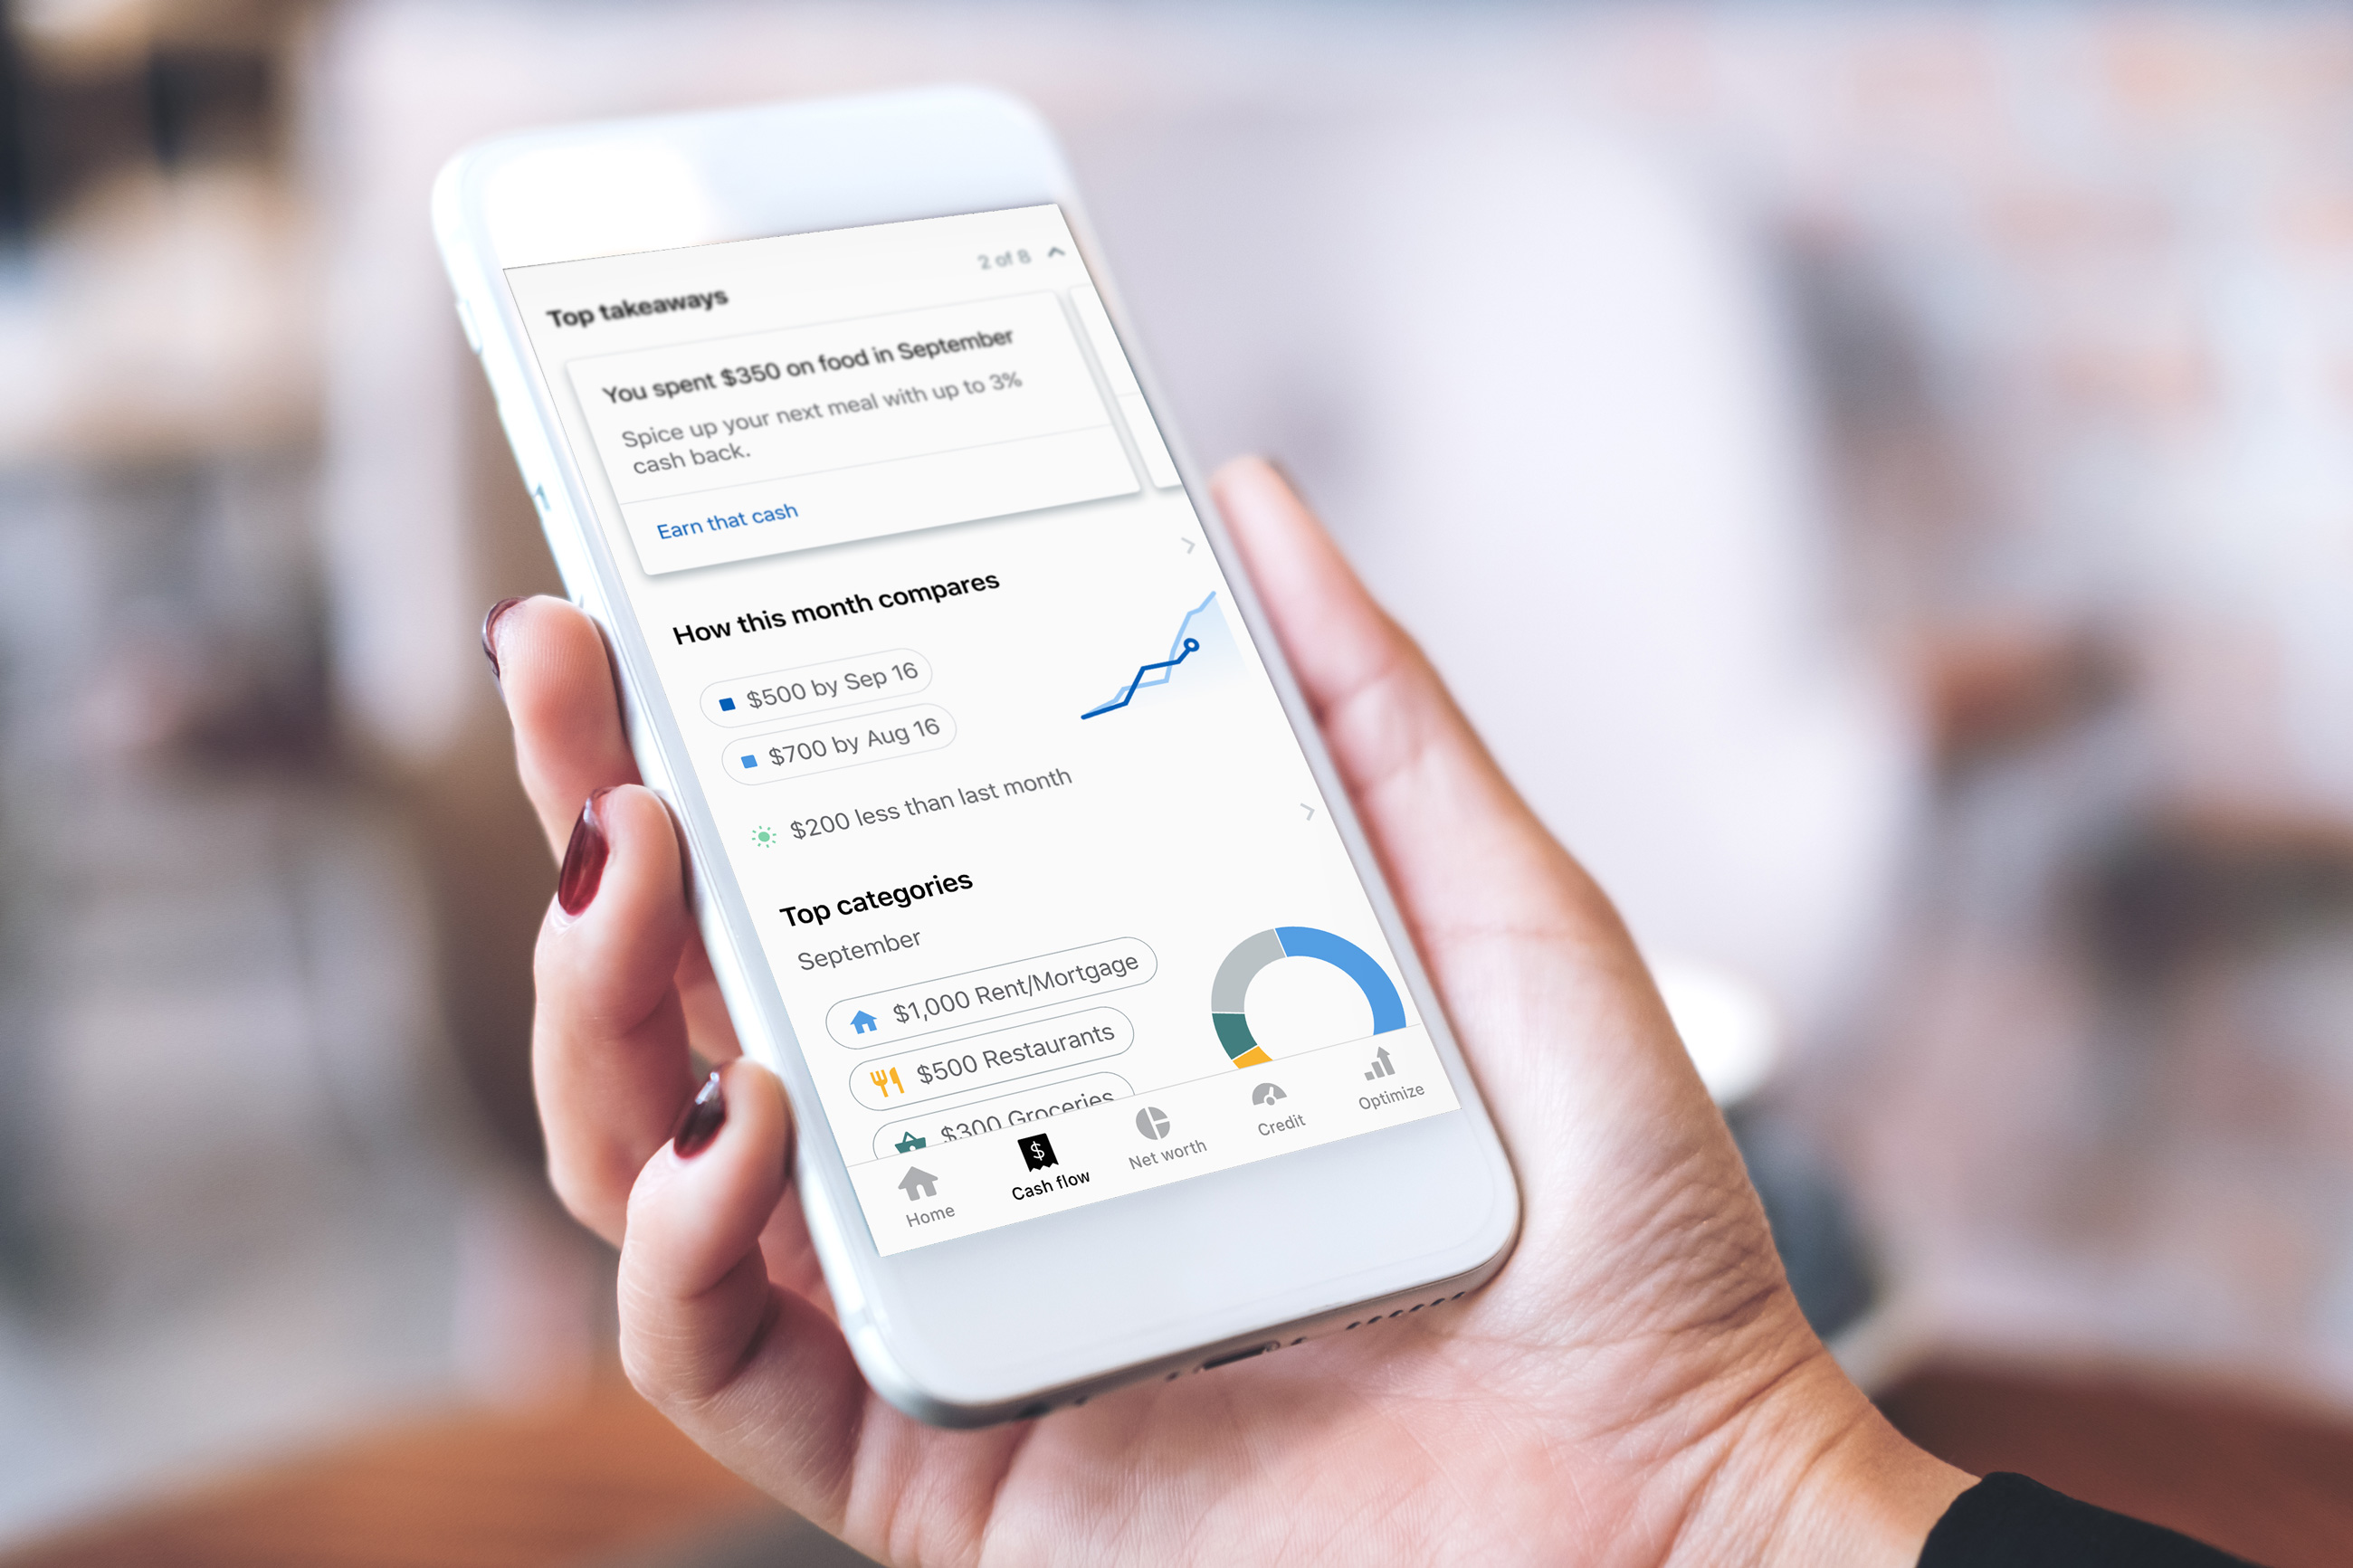 Top takeaways
2 of 8
You spent $350 on food in September
Spice up your next meal with up to 3%
cash back.
Earn that cash
How this month compares
$500 by Sep 16
$700 by Aug 16
$200 less than last month
Top categories
September
$1,000 Rent/Mortgage
$500 Restaurants
$300 Groceries
$
Home
Cash flow
Net worth
Credit
Optimize